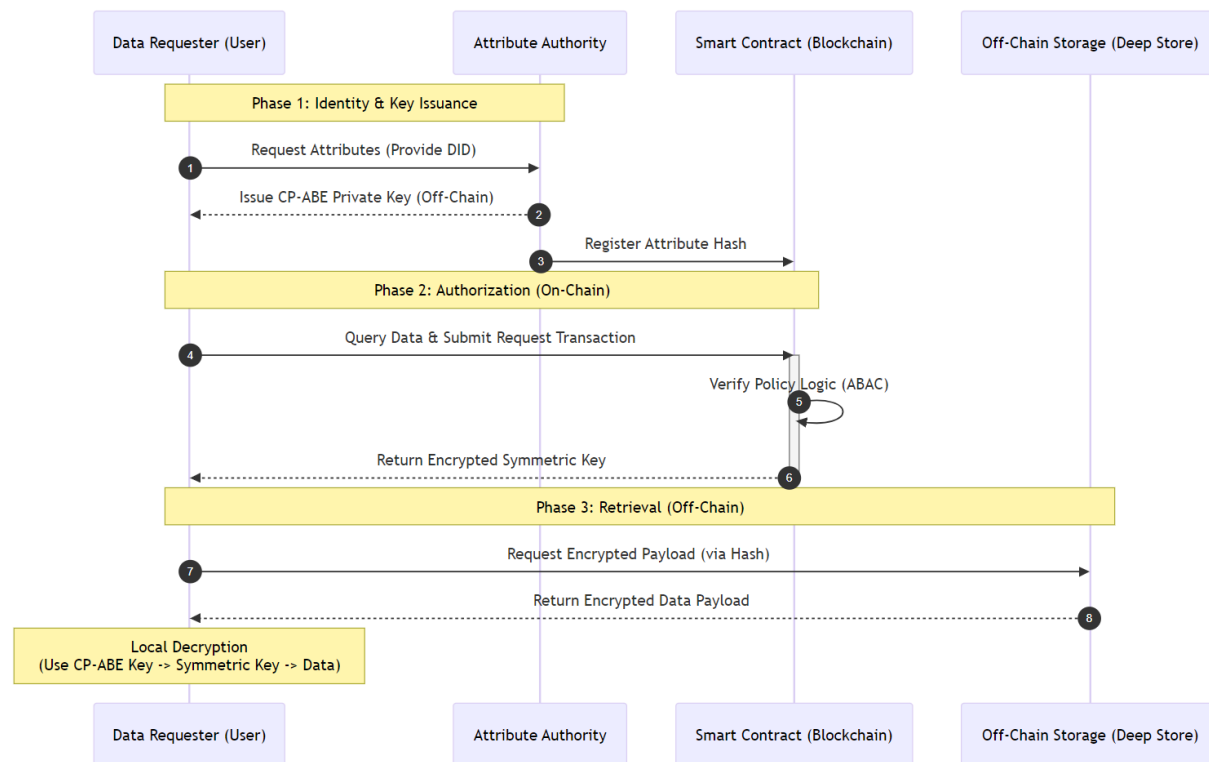 Data Requester (User)
Attribute Authority
Smart Contract (Blockchain)
Off-Chain Storage (Deep Store)
Phase 1: Identity & Key Issuance
Request Attributes (Provide DID)
1
Issue CP-ABE Private Key (Off-Chain)
2
Register Attribute Hash
3
Phase 2: Authorization (On-Chain)
Query Data & Submit Request Transaction
4
Verify Policy Logic (ABAC)
5
Return Encrypted Symmetric Key
6
Phase 3: Retrieval (Off-Chain)
Request Encrypted Payload (via Hash)
7
Return Encrypted Data Payload
8
Local Decryption
(Use CP-ABE Key -> Symmetric Key -> Data)
Data Requester (User)
Attribute Authority
Smart Contract (Blockchain)
Off-Chain Storage (Deep Store)